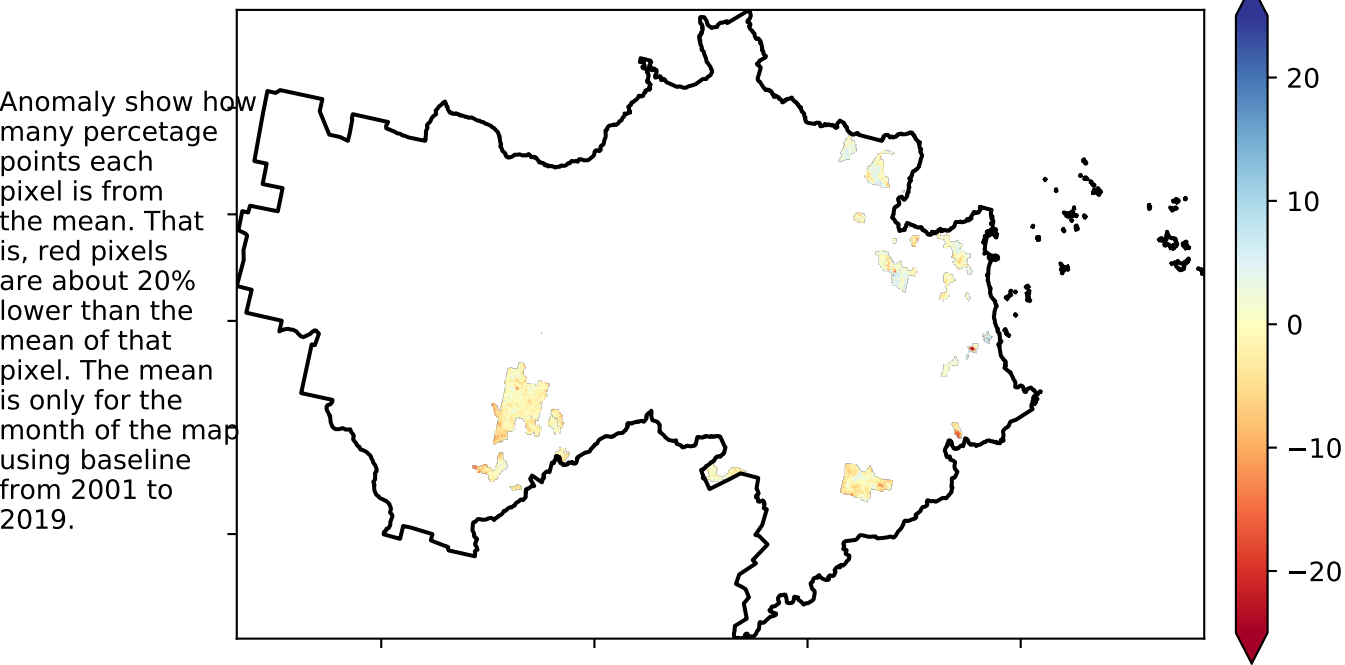 Anomaly show how
many percetage
points each
pixel is from
the mean. That
is, red pixels
are about 20%
lower than the
mean of that
pixel. The mean
is only for the
month of the map
using baseline
from 2001 to
2019.
20
10
0
−10
−20